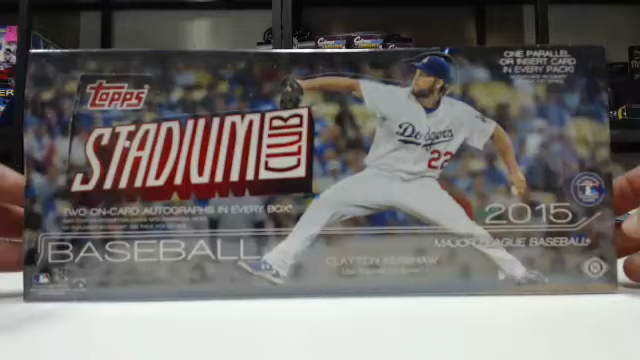 ONE PARALLEL
OR INSERT CARD
IN EVERY PACK!
Topps
STADIUM
CLUB
Dodgers
22
TWO ON-CARD AUTOGRAPHS IN EVERY BOX
2015
BASEBALL
MAJOR LEAGUE BASEBALL
CLAYTON KERSHAW